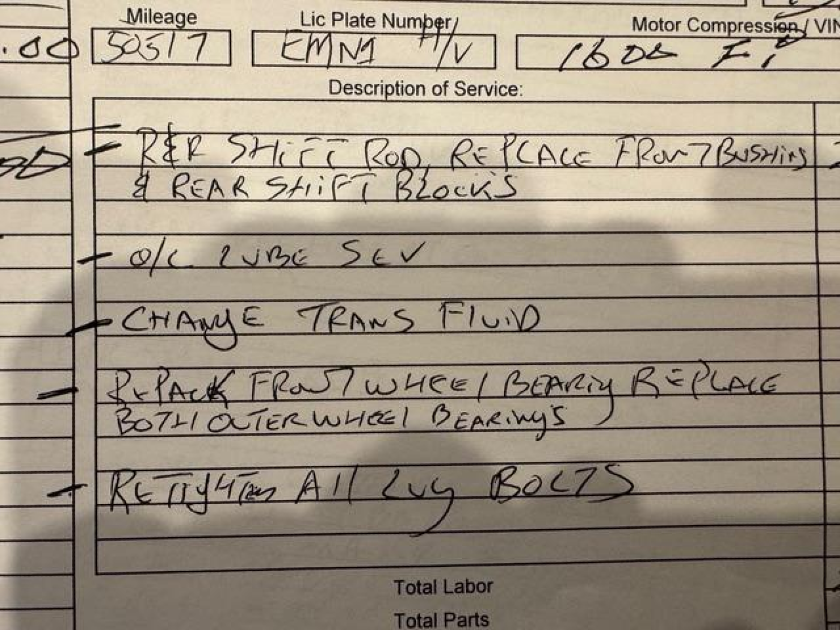 Mileage Lic Plate Number Motor Compression / VIN
.00 50517 EMN1 H/V 1600 F.I.
Description of Service:
R&R SHIFT ROD, REPLACE FRONT BUSHING
& REAR SHIFT BLOCKS
O/C LUBE SEV
CHANGE TRANS FLUID
REPACK FRONT WHEEL BEARING REPLACE
BOTH OUTER WHEEL BEARINGS
RETIGHTEN All LUG BOLTS
Total Labor
Total Parts